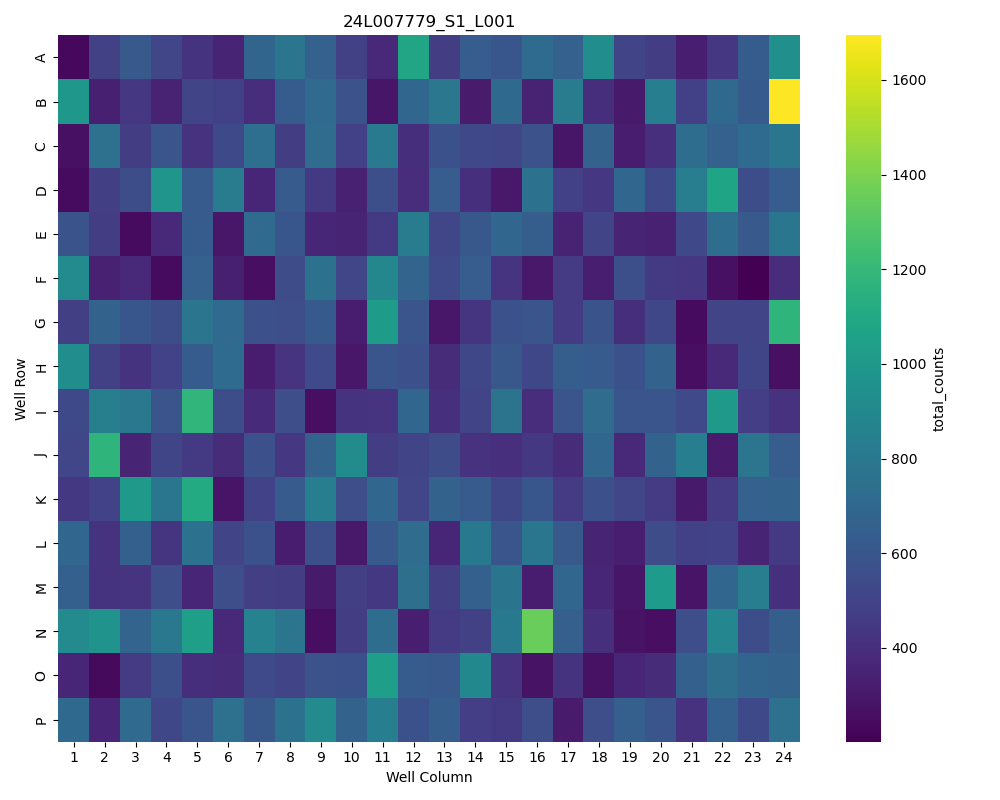 24L007779_S1_L001
A
B
C
D
E
F
G
H
I
J
K
L
M
N
O
P
Well Row
1 2 3 4 5 6 7 8 9 10 11 12 13 14 15 16 17 18 19 20 21 22 23 24
Well Column
1600
1400
1200
1000
800
600
400
total_counts